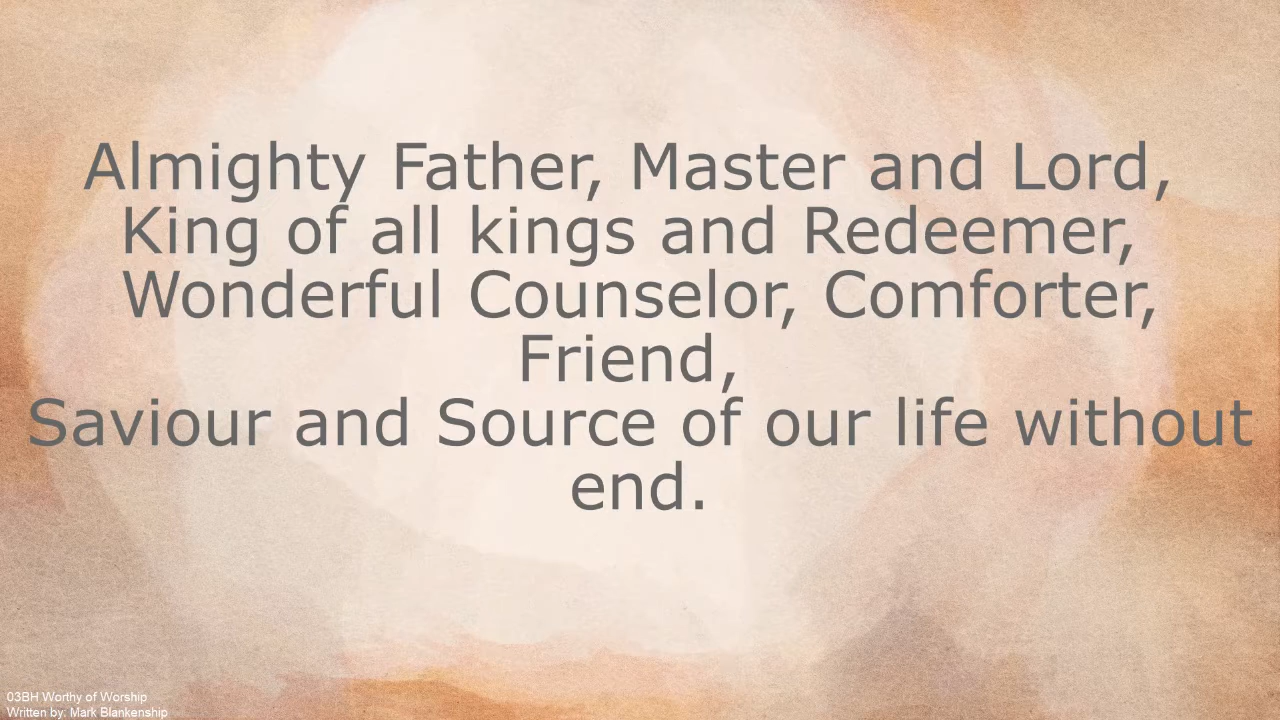 Almighty Father, Master and Lord,
King of all kings and Redeemer,
Wonderful Counselor, Comforter,
Friend,
Saviour and Source of our life without
end.
03BH Worthy of Worship
Written by: Mark Blankenship